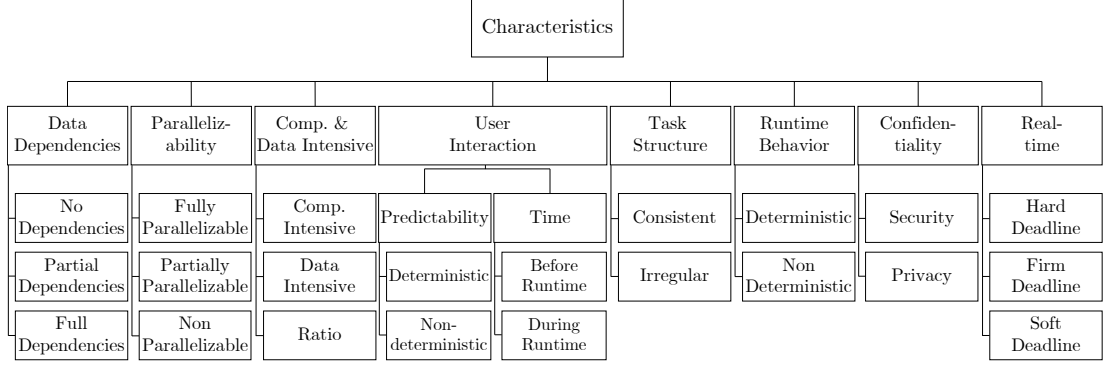 Characteristics
Data
Dependencies
Paralleliz-
ability
Comp. &
Data Intensive
User
Interaction
Task
Structure
Runtime
Behavior
Confiden-
tiality
Real-
time
No
Dependencies
Partial
Dependencies
Full
Dependencies
Fully
Parallelizable
Partially
Parallelizable
Non
Parallelizable
Comp.
Intensive
Data
Intensive
Ratio
Predictability
Deterministic
Non-
deterministic
Time
Before
Runtime
During
Runtime
Consistent
Irregular
Deterministic
Non
Deterministic
Security
Privacy
Hard
Deadline
Firm
Deadline
Soft
Deadline